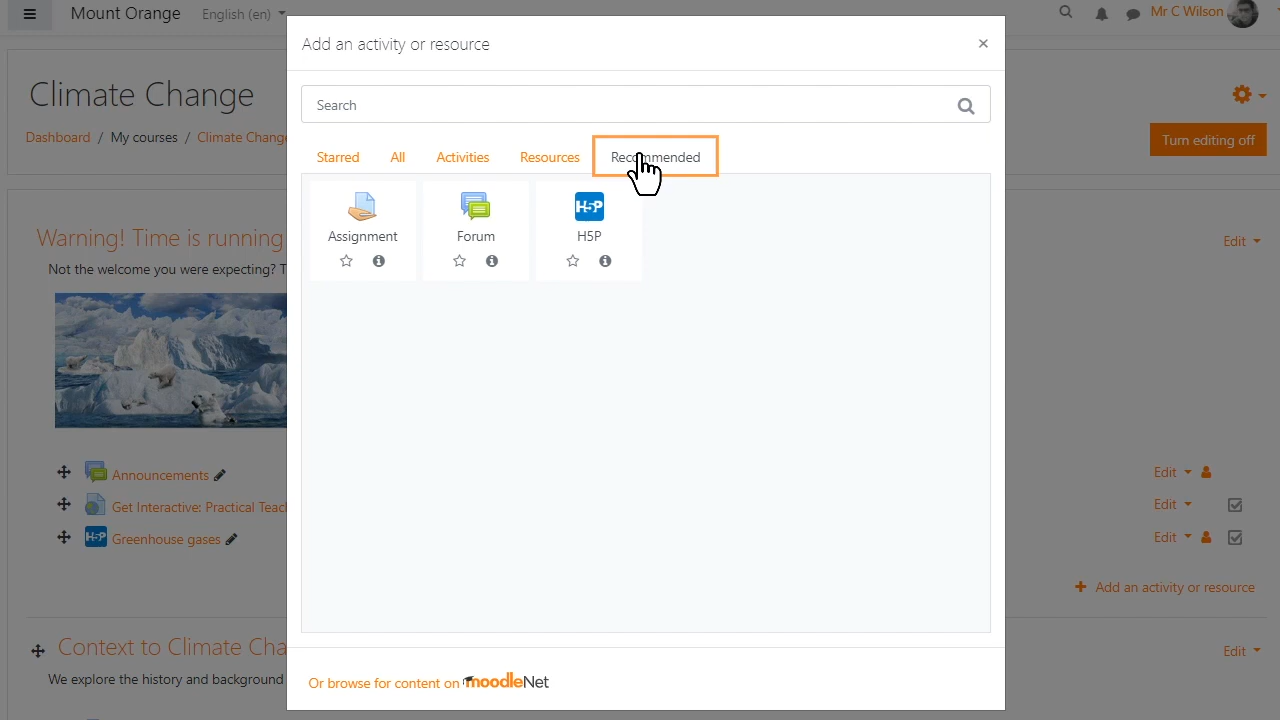 Mount Orange
English (en)
Mr C Wilson
Climate Change
Dashboard / My courses / Climate Change
Turn editing off
Warning! Time is running
Edit
Not the welcome you were expecting? T
Announcements
Edit
Get Interactive: Practical Teac
Edit
H5P
Greenhouse gases
Edit
Add an activity or resource
Context to Climate Cha
Edit
We explore the history and background
Add an activity or resource
×
Search
Starred
All
Activities
Resources
Recommended
Assignment
Forum
H5P
H5P
Or browse for content on moodleNet